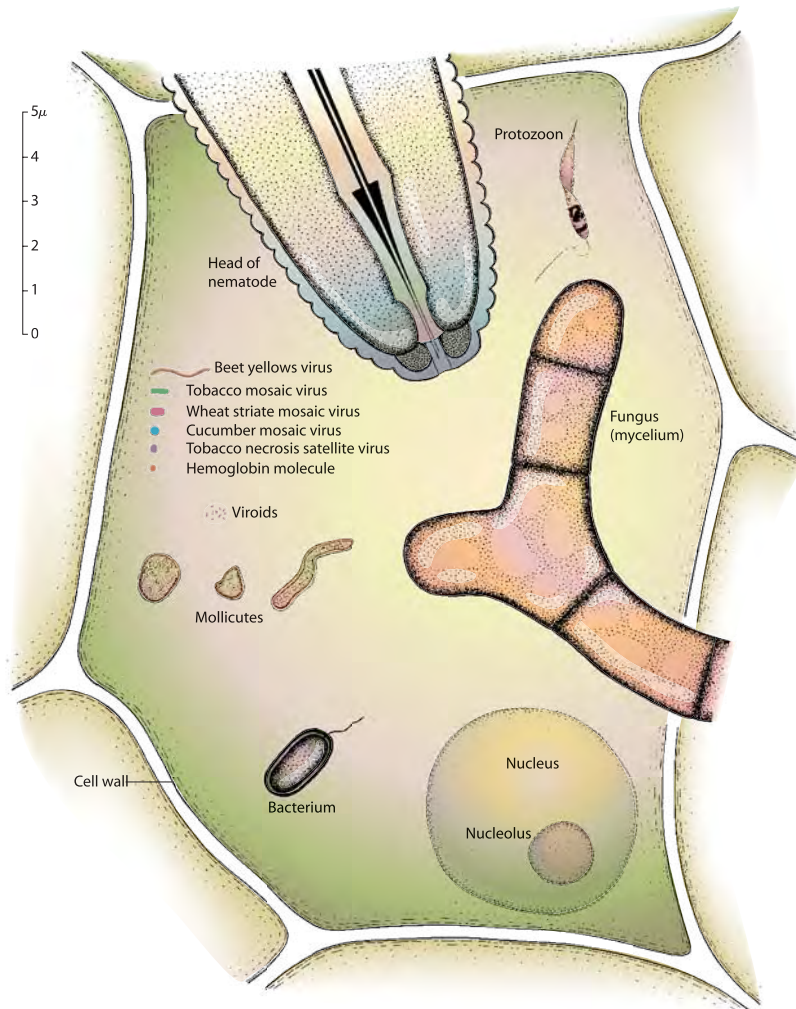 5μ
4
3
2
1
0
Protozoon
Head of
nematode
Beet yellows virus
Tobacco mosaic virus
Wheat striate mosaic virus
Cucumber mosaic virus
Tobacco necrosis satellite virus
Hemoglobin molecule
Fungus
(mycelium)
Viroids
Mollicutes
Nucleus
Cell wall
Bacterium
Nucleolus